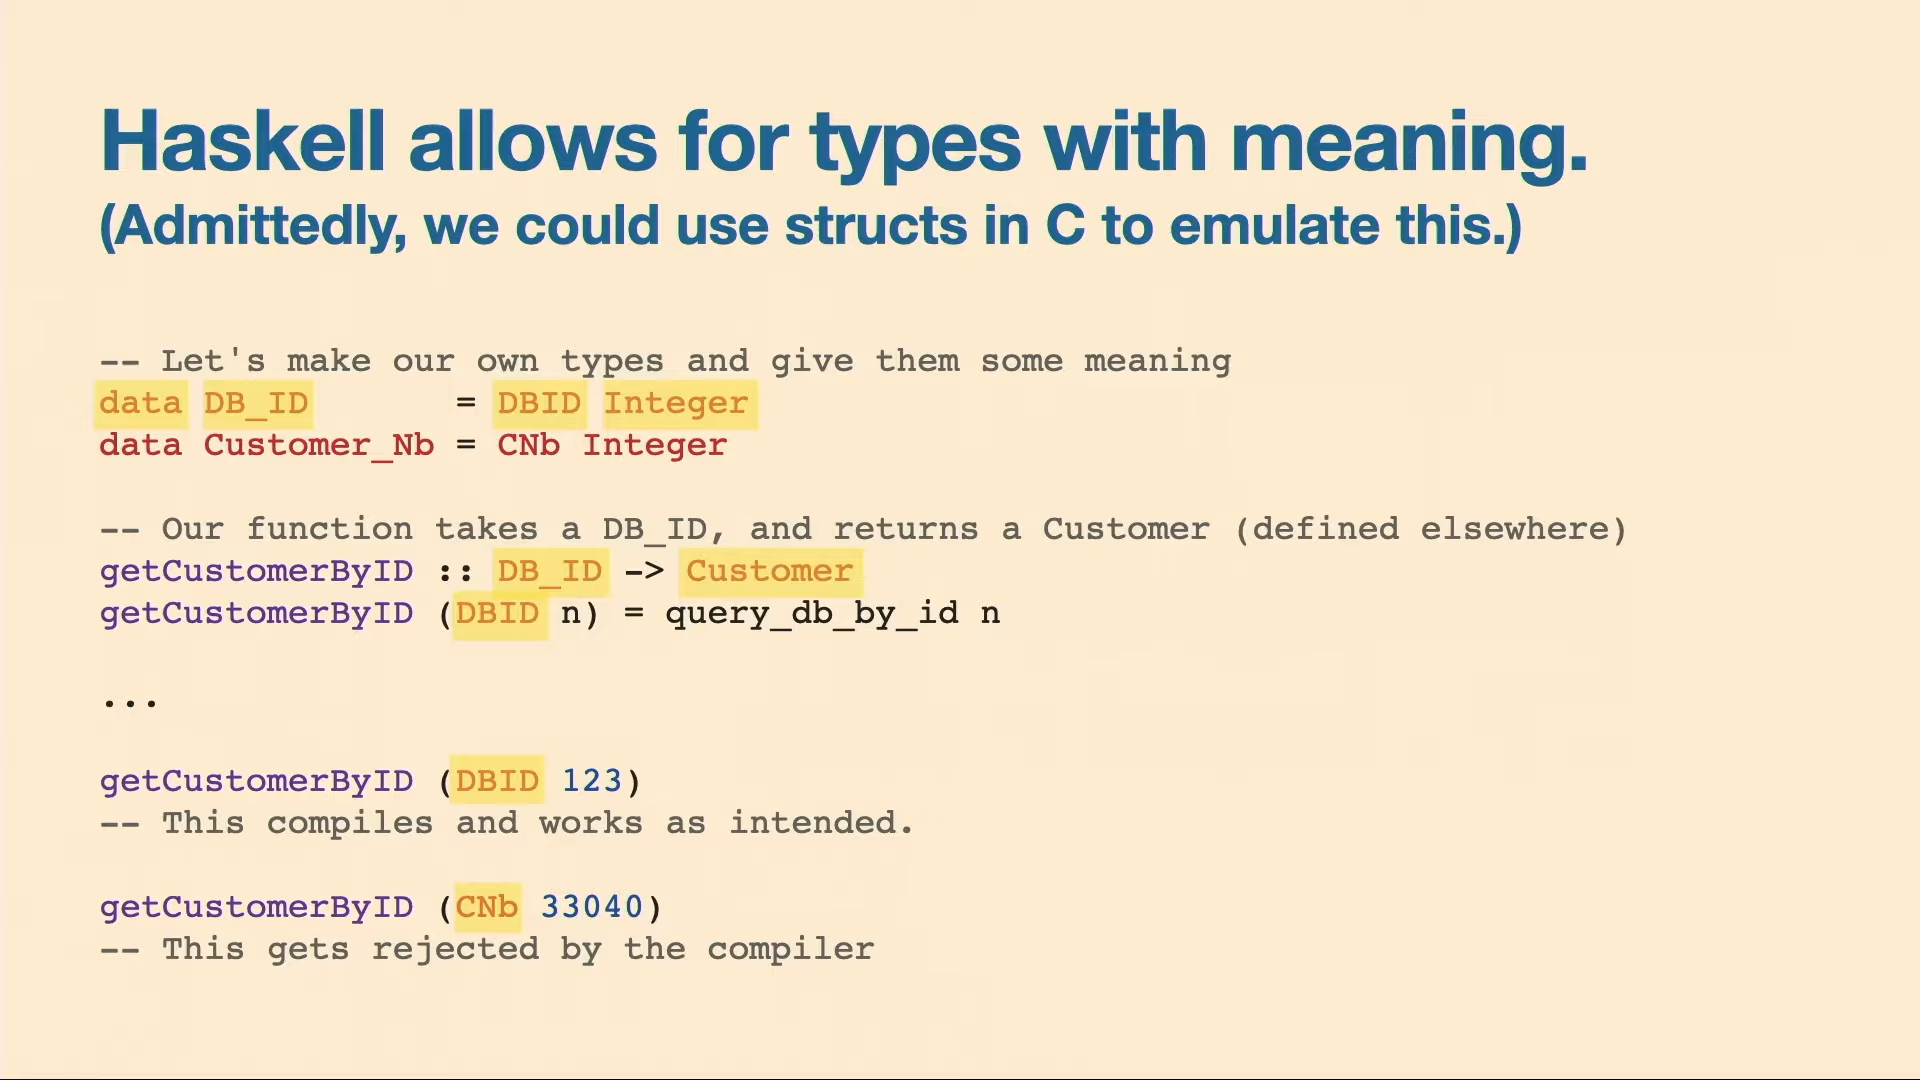 Haskell allows for types with meaning.
(Admittedly, we could use structs in C to emulate this.)
-- Let's make our own types and give them some meaning
data DB_ID       = DBID Integer
data Customer_Nb = CNb Integer
-- Our function takes a DB_ID, and returns a Customer (defined elsewhere)
getCustomerByID :: DB_ID -> Customer
getCustomerByID (DBID n) = query_db_by_id n
...
getCustomerByID (DBID 123)
-- This compiles and works as intended.
getCustomerByID (CNb 33040)
-- This gets rejected by the compiler